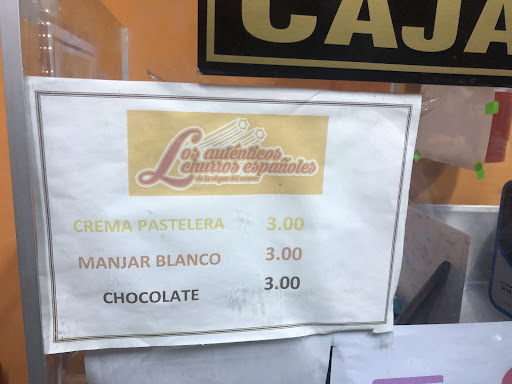 CAJA
Los auténticos
churros españoles
CREMA PASTELERA 3.00
MANJAR BLANCO 3.00
CHOCOLATE 3.00